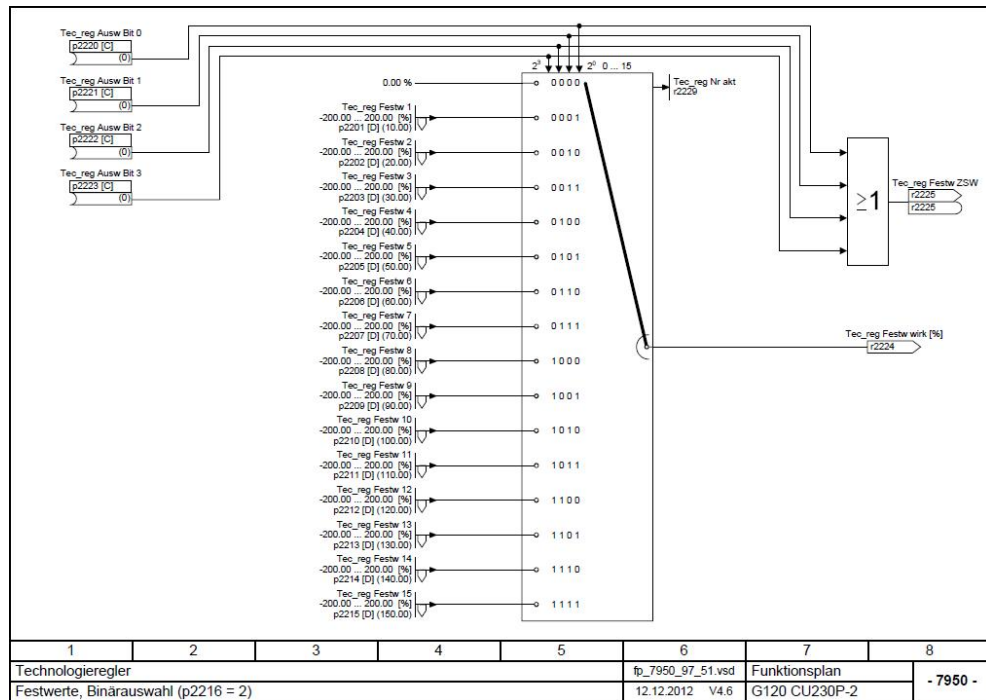 Tec_reg Ausw Bit 0
p2220 [C]
(0)
Tec_reg Ausw Bit 1
p2221 [C]
(0)
Tec_reg Ausw Bit 2
p2222 [C]
(0)
Tec_reg Ausw Bit 3
p2223 [C]
(0)
2³ 2⁰ 0 ... 15
0.00 % 0000
Tec_reg Nr akt
r2229
Tec_reg Festw 1
-200.00 ... 200.00 [%] 0001
p2201 [D] (10.00)
Tec_reg Festw 2
-200.00 ... 200.00 [%] 0010
p2202 [D] (20.00)
Tec_reg Festw 3
-200.00 ... 200.00 [%] 0011
p2203 [D] (30.00)
Tec_reg Festw 4
-200.00 ... 200.00 [%] 0100
p2204 [D] (40.00)
Tec_reg Festw 5
-200.00 ... 200.00 [%] 0101
p2205 [D] (50.00)
Tec_reg Festw 6
-200.00 ... 200.00 [%] 0110
p2206 [D] (60.00)
Tec_reg Festw 7
-200.00 ... 200.00 [%] 0111
p2207 [D] (70.00)
Tec_reg Festw 8
-200.00 ... 200.00 [%] 1000
p2208 [D] (80.00)
Tec_reg Festw 9
-200.00 ... 200.00 [%] 1001
p2209 [D] (90.00)
Tec_reg Festw 10
-200.00 ... 200.00 [%] 1010
p2210 [D] (100.00)
Tec_reg Festw 11
-200.00 ... 200.00 [%] 1011
p2211 [D] (110.00)
Tec_reg Festw 12
-200.00 ... 200.00 [%] 1100
p2212 [D] (120.00)
Tec_reg Festw 13
-200.00 ... 200.00 [%] 1101
p2213 [D] (130.00)
Tec_reg Festw 14
-200.00 ... 200.00 [%] 1110
p2214 [D] (140.00)
Tec_reg Festw 15
-200.00 ... 200.00 [%] 1111
p2215 [D] (150.00)
≥1
Tec_reg Festw ZSW
r2225
r2225
Tec_reg Festw wirk [%]
r2224
1 2 3 4 5 6 7 8
Technologieregler fp_7950_97_51.vsd Funktionsplan
- 7950 -
Festwerte, Binärauswahl (p2216 = 2) 12.12.2012 V4.6 G120 CU230P-2